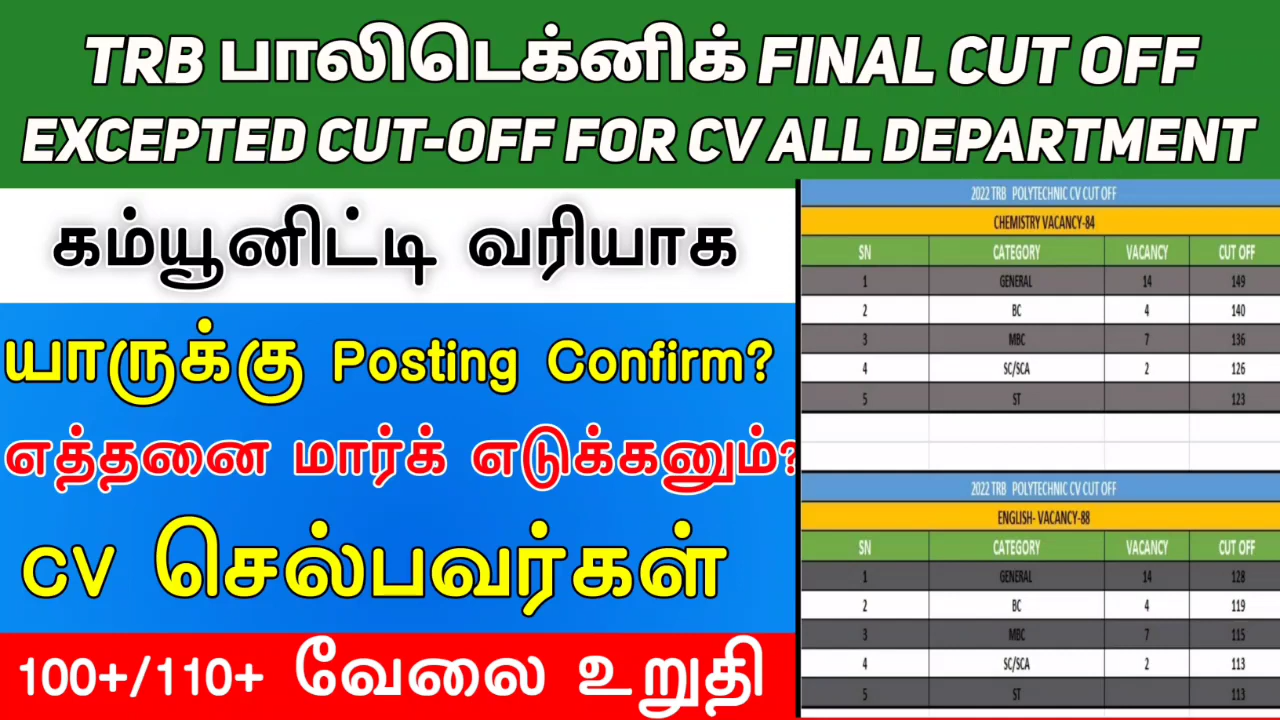 TRB பாலிடெக்னிக் FINAL CUT OFF
EXCEPTED CUT-OFF FOR CV ALL DEPARTMENT
கம்யூனிட்டி வரியாக
யாருக்கு Posting Confirm?
எத்தனை மார்க் எடுக்கனும்?
CV செல்பவர்கள்
100+/110+ வேலை உறுதி
2022 TRB POLYTECHNIC CV CUT OFF
CHEMISTRY VACANCY-84
SN CATEGORY VACANCY CUT OFF
1 GENERAL 14 149
2 BC 4 140
3 MBC 7 136
4 SC/SCA 2 126
5 ST 123
2022 TRB POLYTECHNIC CV CUT OFF
ENGLISH- VACANCY-88
SN CATEGORY VACANCY CUT OFF
1 GENERAL 14 128
2 BC 4 119
3 MBC 7 115
4 SC/SCA 2 113
5 ST 113